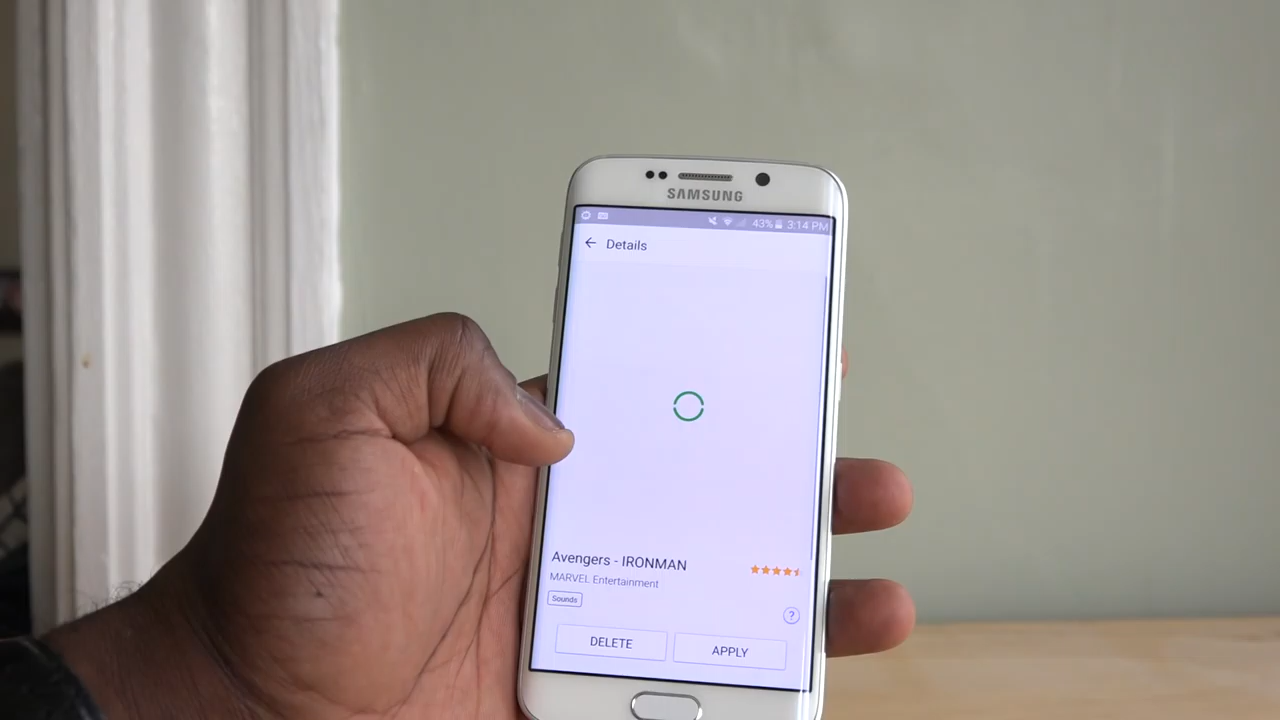 SAMSUNG
43% 3:14 PM
Details
Avengers - IRONMAN
MARVEL Entertainment
Sounds
?
DELETE
APPLY